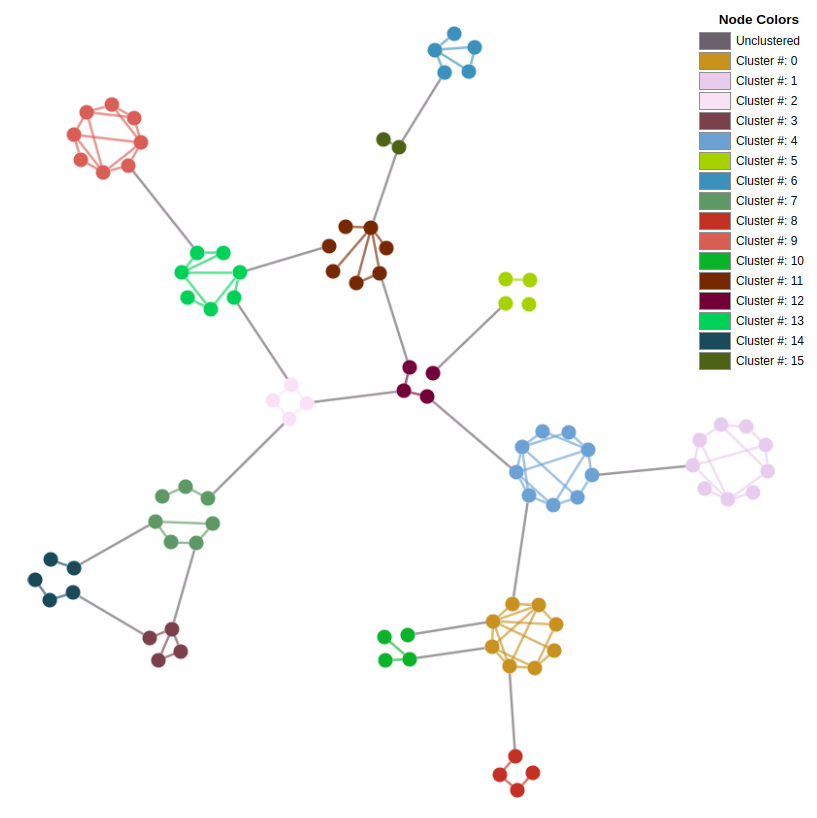 Node Colors
Unclustered
Cluster #: 0
Cluster #: 1
Cluster #: 2
Cluster #: 3
Cluster #: 4
Cluster #: 5
Cluster #: 6
Cluster #: 7
Cluster #: 8
Cluster #: 9
Cluster #: 10
Cluster #: 11
Cluster #: 12
Cluster #: 13
Cluster #: 14
Cluster #: 15